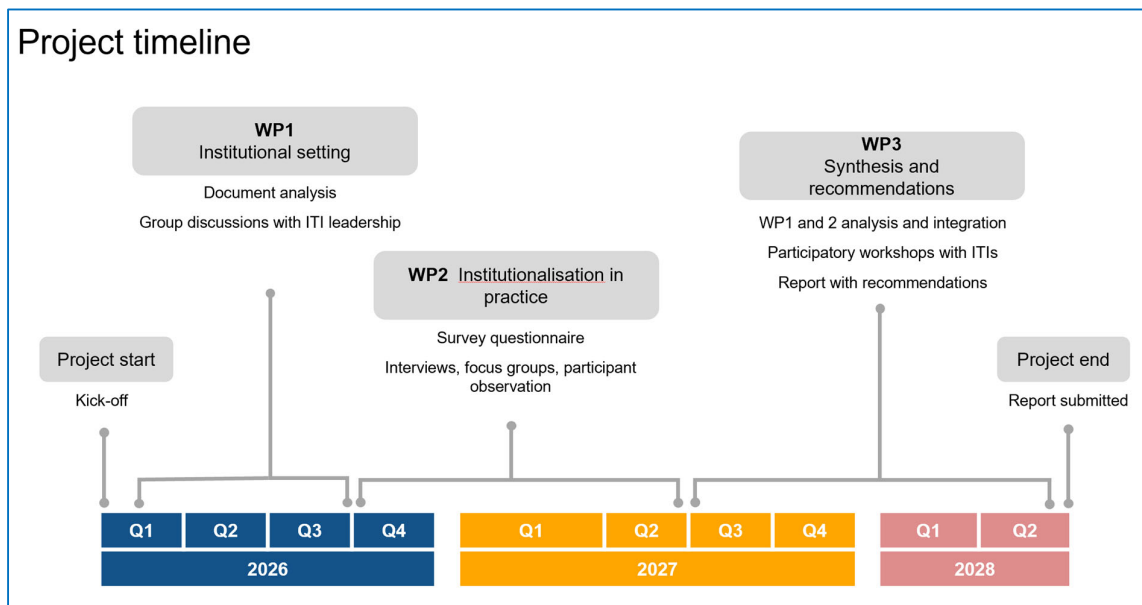 Project timeline
WP1
Institutional setting
Document analysis
Group discussions with ITI leadership
WP2 Institutionalisation in
practice
Survey questionnaire
Interviews, focus groups, participant
observation
WP3
Synthesis and
recommendations
WP1 and 2 analysis and integration
Participatory workshops with ITIs
Report with recommendations
Project start
Kick-off
Project end
Report submitted
Q1 Q2 Q3 Q4 Q1 Q2 Q3 Q4 Q1 Q2
2026 2027 2028